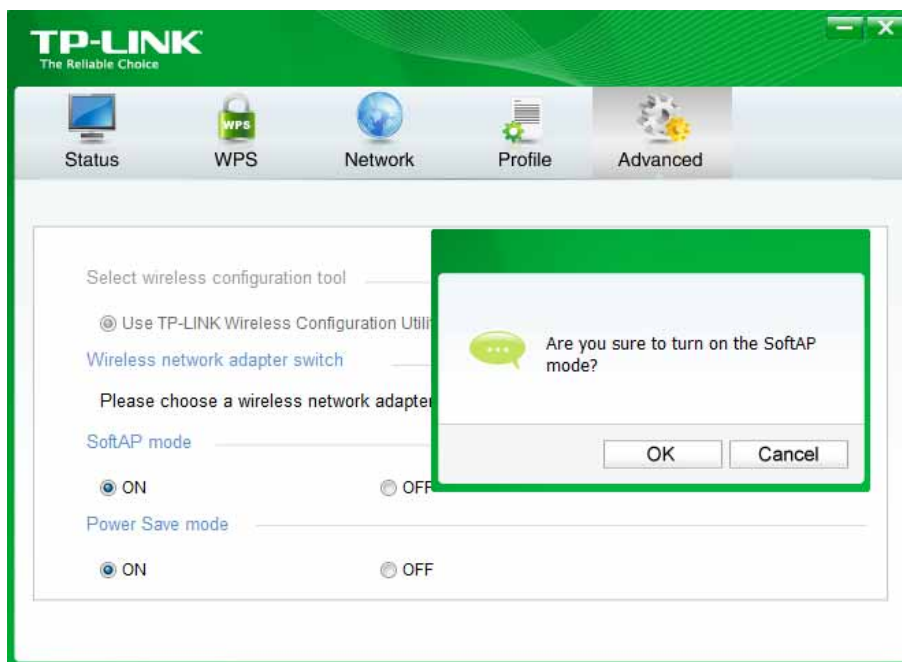 TP-LINK
The Reliable Choice
Status
WPS
WPS
Network
Profile
Advanced
Select wireless configuration tool
Use TP-LINK Wireless Configuration
Wireless network adapter switch
Please choose a wireless network
SoftAP mode
ON
OFF
Power Save mode
ON
OFF
Are you sure to turn on the SoftAP
mode?
OK
Cancel